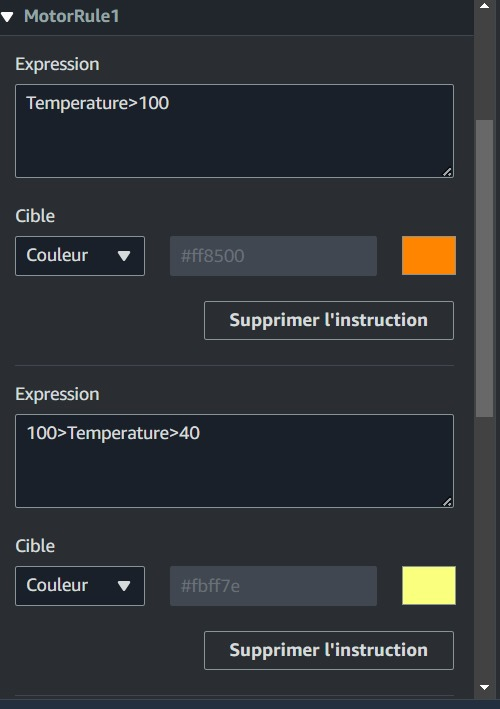 MotorRule1
Expression
Temperature>100
Cible
Couleur #ff8500
Supprimer l'instruction
Expression
100>Temperature>40
Cible
Couleur #fbff7e
Supprimer l'instruction